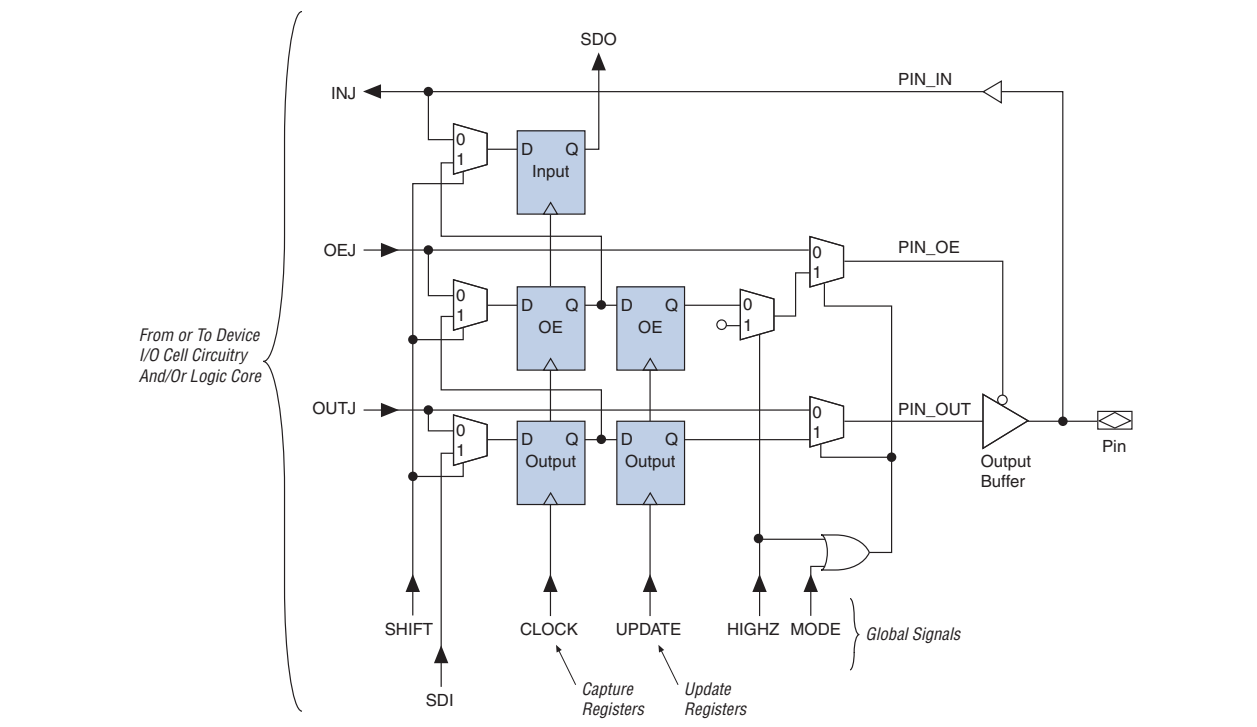 SDO
INJ
PIN_IN
0
1
D Q
Input
OEJ
0
1
PIN_OE
0
1
D Q
OE
D Q
OE
0
1
From or To Device
I/O Cell Circuitry
And/Or Logic Core
OUTJ
0
1
PIN_OUT
0
1
D Q
Output
D Q
Output
Output
Buffer
Pin
SHIFT
CLOCK
UPDATE
HIGHZ
MODE
Global Signals
SDI
Capture
Registers
Update
Registers